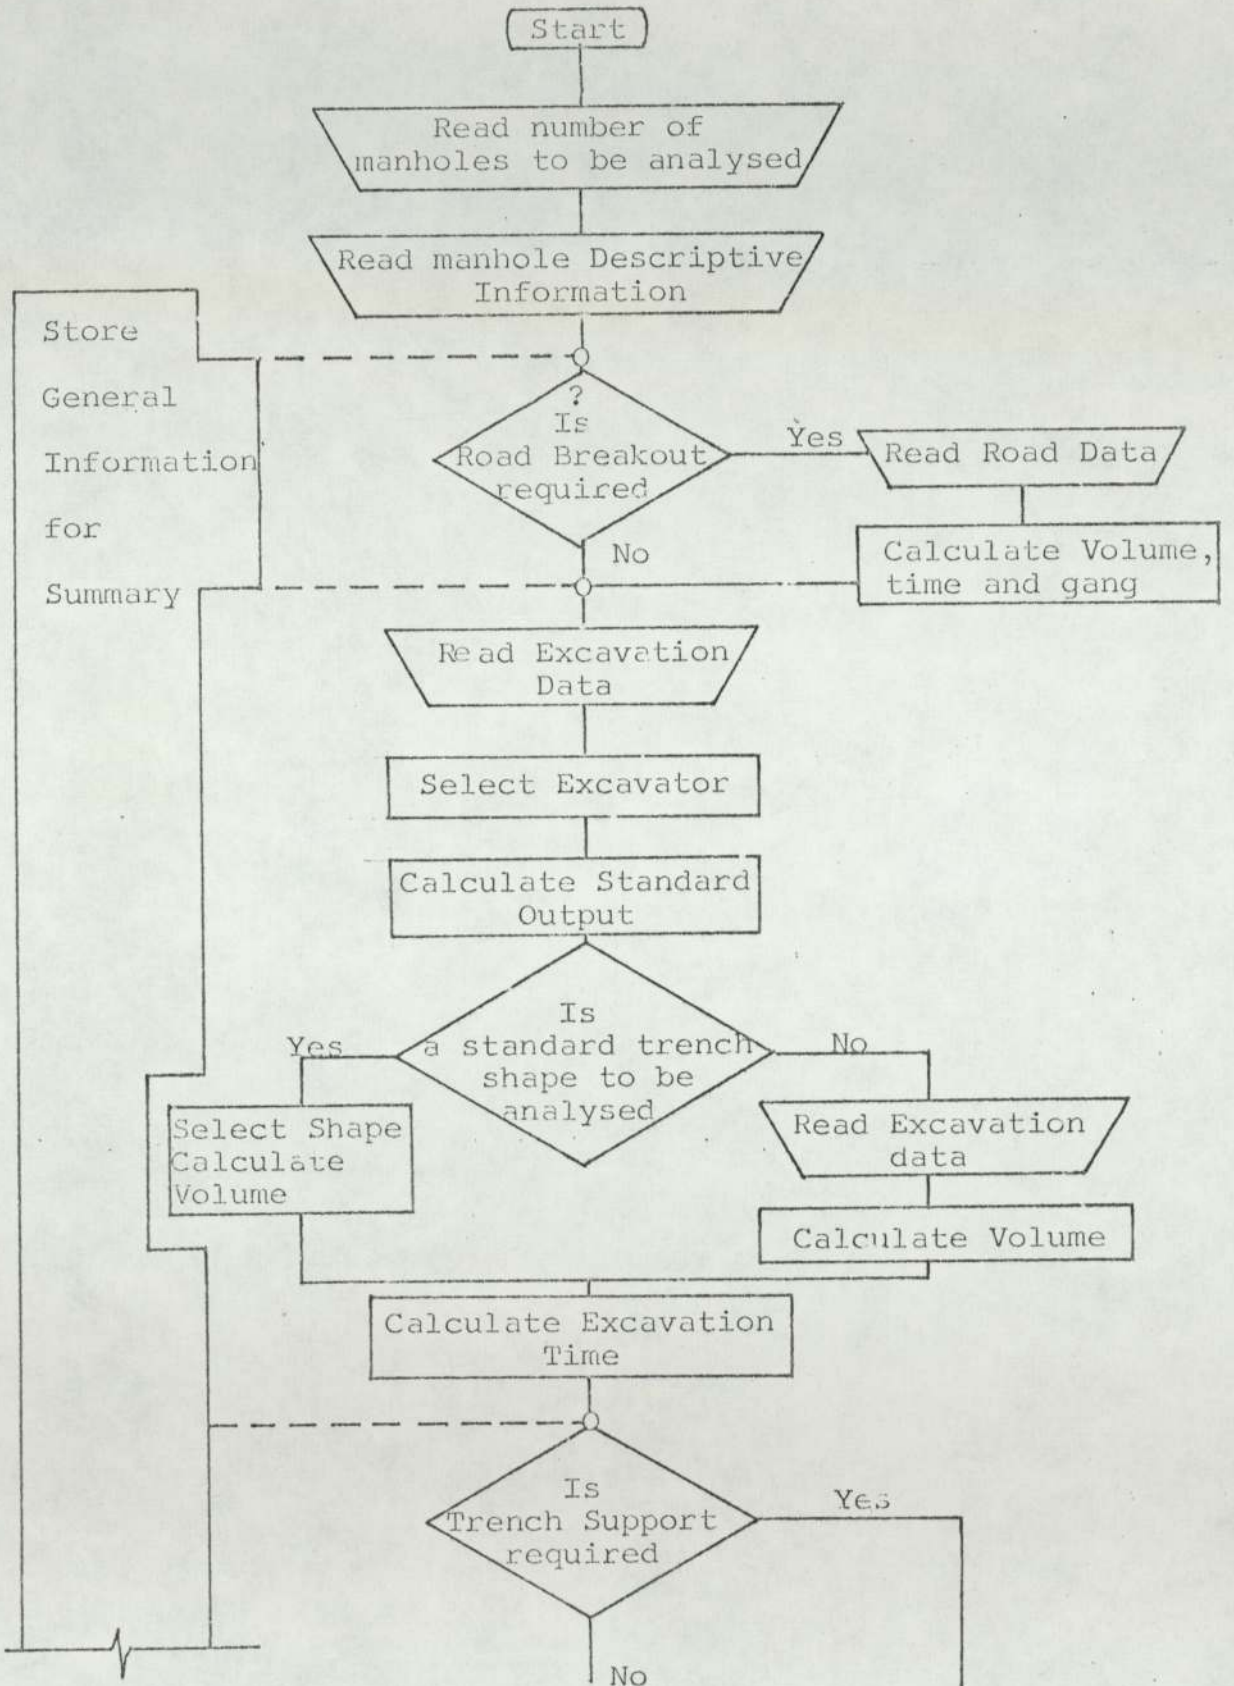 Start
Read number of
manholes to be analysed
Read manhole Descriptive
Information
Store
General
Information
for
Summary
?
Is
Road Breakout
required
Yes
Read Road Data
No
Calculate Volume,
time and gang
Read Excavation
Data
Select Excavator
Calculate Standard
Output
Is
a standard trench
shape to be
analysed
Yes
No
Select Shape
Calculate
Volume
Read Excavation
data
Calculate Volume
Calculate Excavation
Time
Is
Trench Support
required
Yes
No